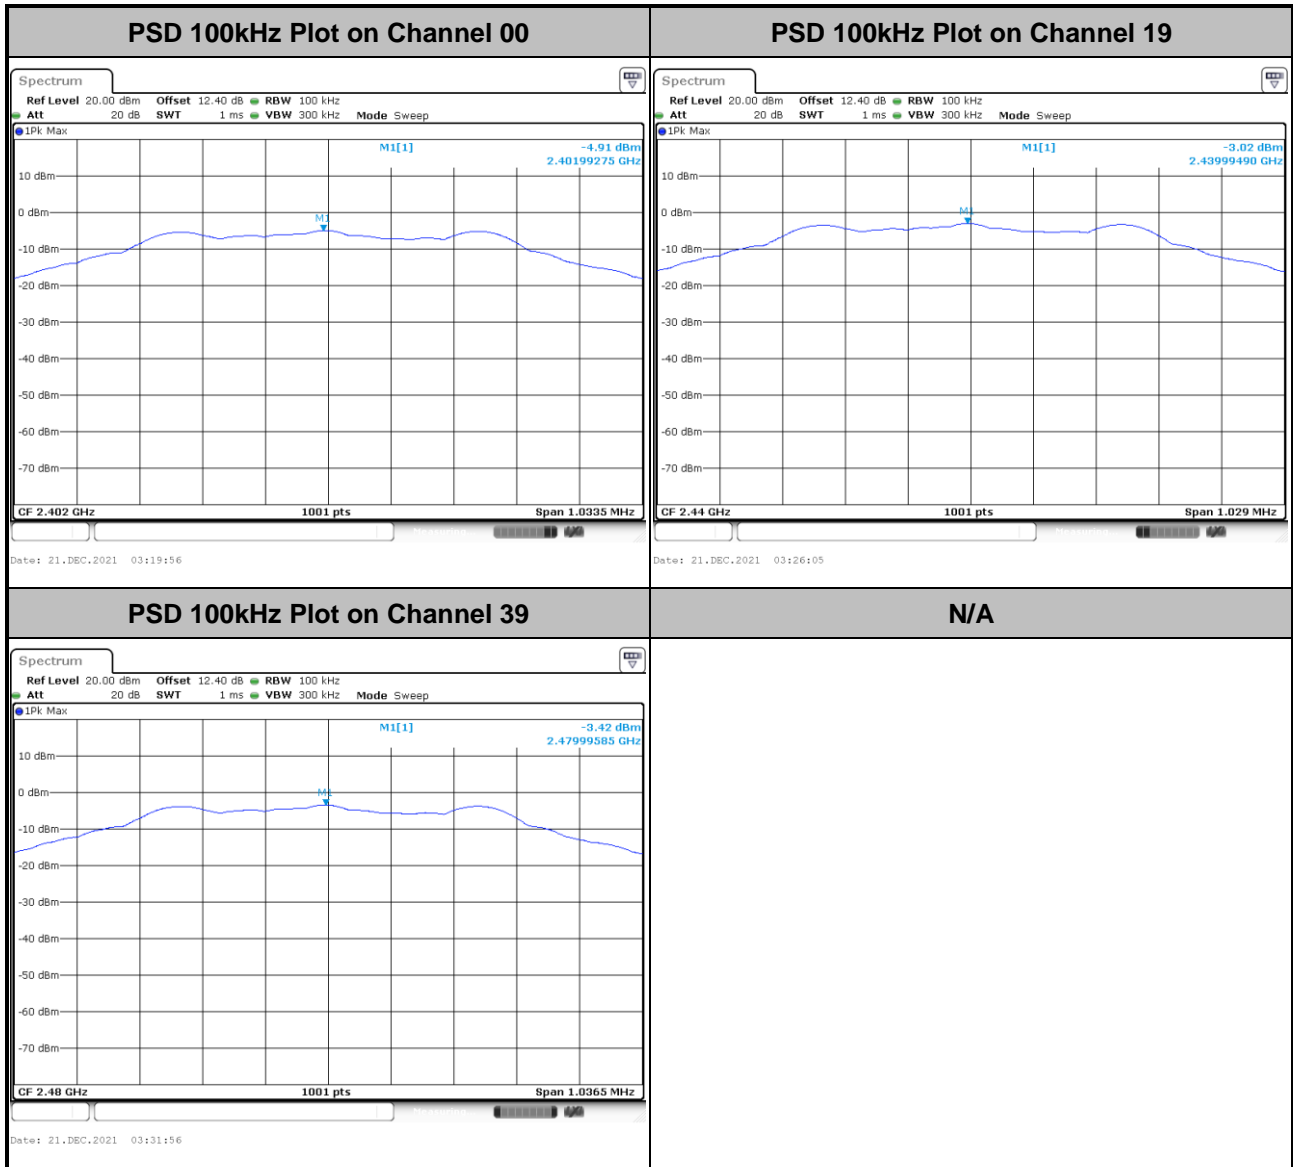 PSD 100kHz Plot on Channel 00
PSD 100kHz Plot on Channel 19
Spectrum
Ref Level 20.00 dBm Offset 12.40 dB RBW 100 kHz
Att 20 dB SWT 1 ms VBW 300 kHz Mode Sweep
1Pk Max
M1[1] -4.91 dBm
2.40199275 GHz
10 dBm
0 dBm
M1
-10 dBm
-20 dBm
-30 dBm
-40 dBm
-50 dBm
-60 dBm
-70 dBm
CF 2.402 GHz 1001 pts Span 1.0335 MHz
Measuring...
Date: 21.DEC.2021 03:19:56
Spectrum
Ref Level 20.00 dBm Offset 12.40 dB RBW 100 kHz
Att 20 dB SWT 1 ms VBW 300 kHz Mode Sweep
1Pk Max
M1[1] -3.02 dBm
2.43999490 GHz
10 dBm
0 dBm
M1
-10 dBm
-20 dBm
-30 dBm
-40 dBm
-50 dBm
-60 dBm
-70 dBm
CF 2.44 GHz 1001 pts Span 1.029 MHz
Measuring...
Date: 21.DEC.2021 03:26:05
PSD 100kHz Plot on Channel 39
N/A
Spectrum
Ref Level 20.00 dBm Offset 12.40 dB RBW 100 kHz
Att 20 dB SWT 1 ms VBW 300 kHz Mode Sweep
1Pk Max
M1[1] -3.42 dBm
2.47999585 GHz
10 dBm
0 dBm
M1
-10 dBm
-20 dBm
-30 dBm
-40 dBm
-50 dBm
-60 dBm
-70 dBm
CF 2.48 GHz 1001 pts Span 1.0365 MHz
Measuring...
Date: 21.DEC.2021 03:31:56